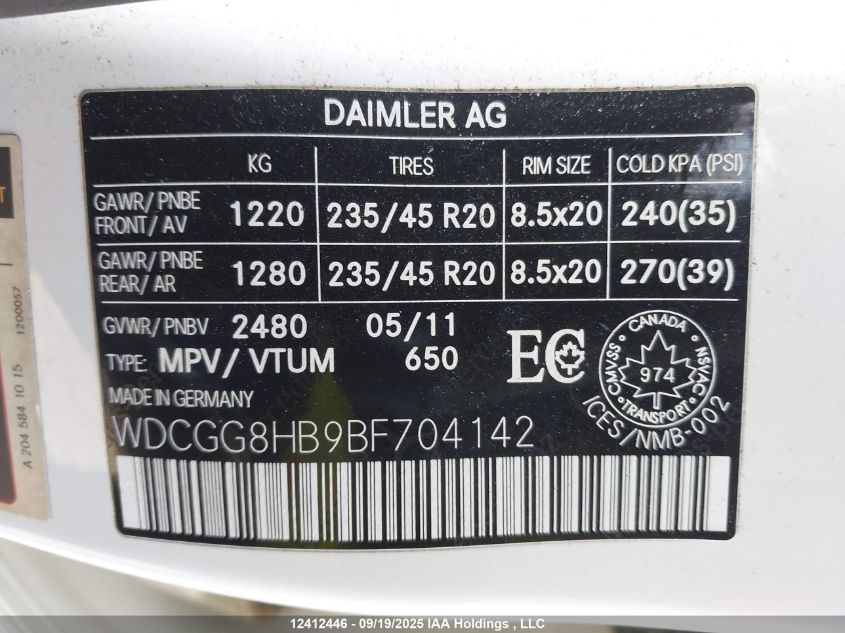 DAIMLER AG
KG TIRES RIM SIZE COLD KPA (PSI)
GAWR/ PNBE FRONT/ AV 1220 235/45 R20 8.5x20 240(35)
GAWR/ PNBE REAR/ AR 1280 235/45 R20 8.5x20 270(39)
GVWR/ PNBV 2480 05/11
TYPE: MPV/ VTUM 650
EC
CANADA
NSVAC
974
SVMAC
TRANSPORT
ICES/NMB-002
MADE IN GERMANY
WDCGG8HB9BF704142
A 204 584 10 15 1200057
12412446 - 09/19/2025 IAA Holdings , LLC